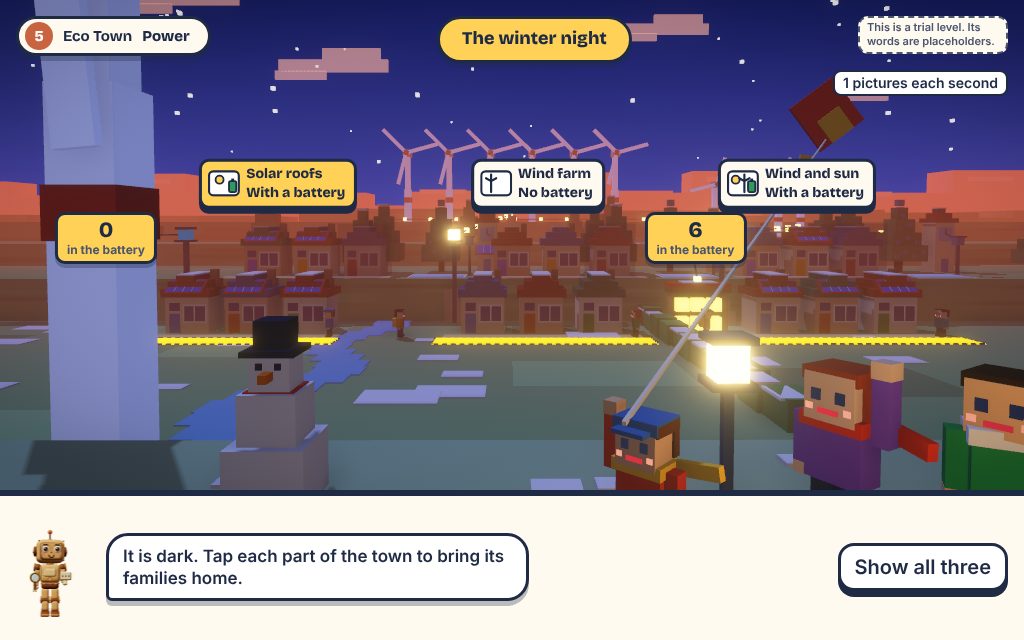 5 Eco Town Power
The winter night
This is a trial level. Its
words are placeholders.
1 pictures each second
Solar roofs
With a battery
Wind farm
No battery
Wind and sun
With a battery
0
in the battery
6
in the battery
It is dark. Tap each part of the town to bring its
families home.
Show all three